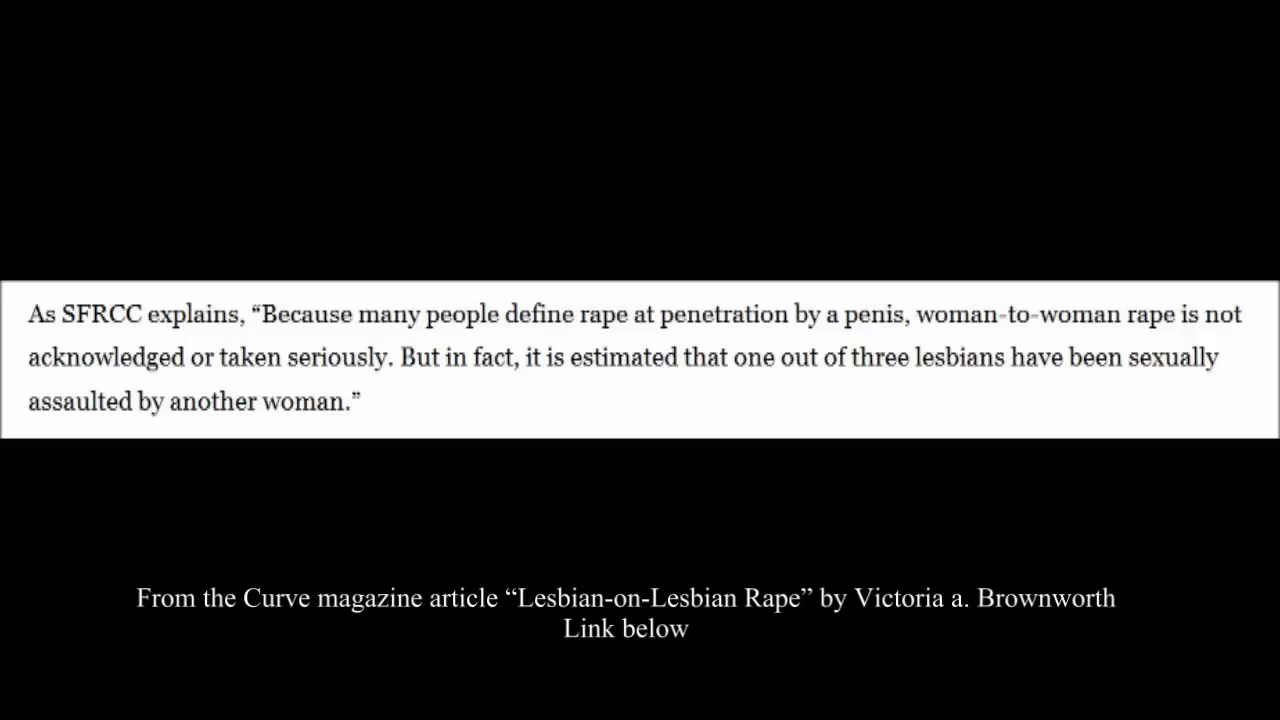 As SFRCC explains, “Because many people define rape at penetration by a penis, woman-to-woman rape is not
acknowledged or taken seriously. But in fact, it is estimated that one out of three lesbians have been sexually
assaulted by another woman.”
From the Curve magazine article “Lesbian-on-Lesbian Rape” by Victoria a. Brownworth
Link below